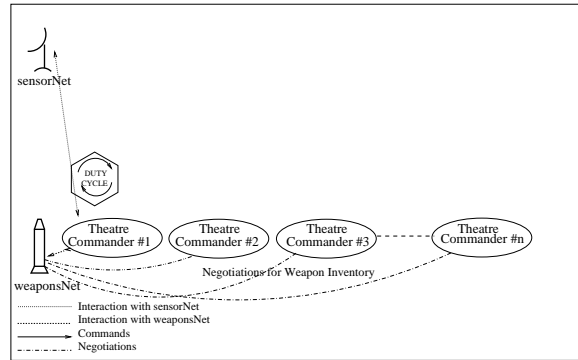 sensorNet
DUTY
CYCLE
Theatre
Commander #1
Theatre
Commander #2
Theatre
Commander #3
Theatre
Commander #n
Negotiations for Weapon Inventory
weaponsNet
Interaction with sensorNet
Interaction with weaponsNet
Commands
Negotiations